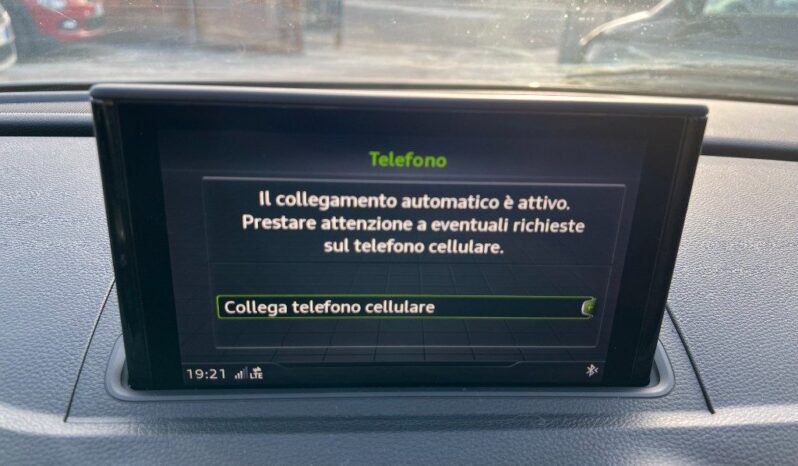 Telefono
Il collegamento automatico è attivo.
Prestare attenzione a eventuali richieste
sul telefono cellulare.
Collega telefono cellulare
19:21 LTE